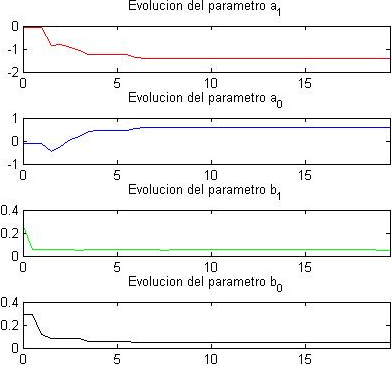 Evolucion del parametro a1
0
-1
-2
0 5 10 15
Evolucion del parametro a0
1
0
-1
0 5 10 15
Evolucion del parametro b1
0.4
0.2
0
0 5 10 15
Evolucion del parametro b0
0.4
0.2
0
0 5 10 15